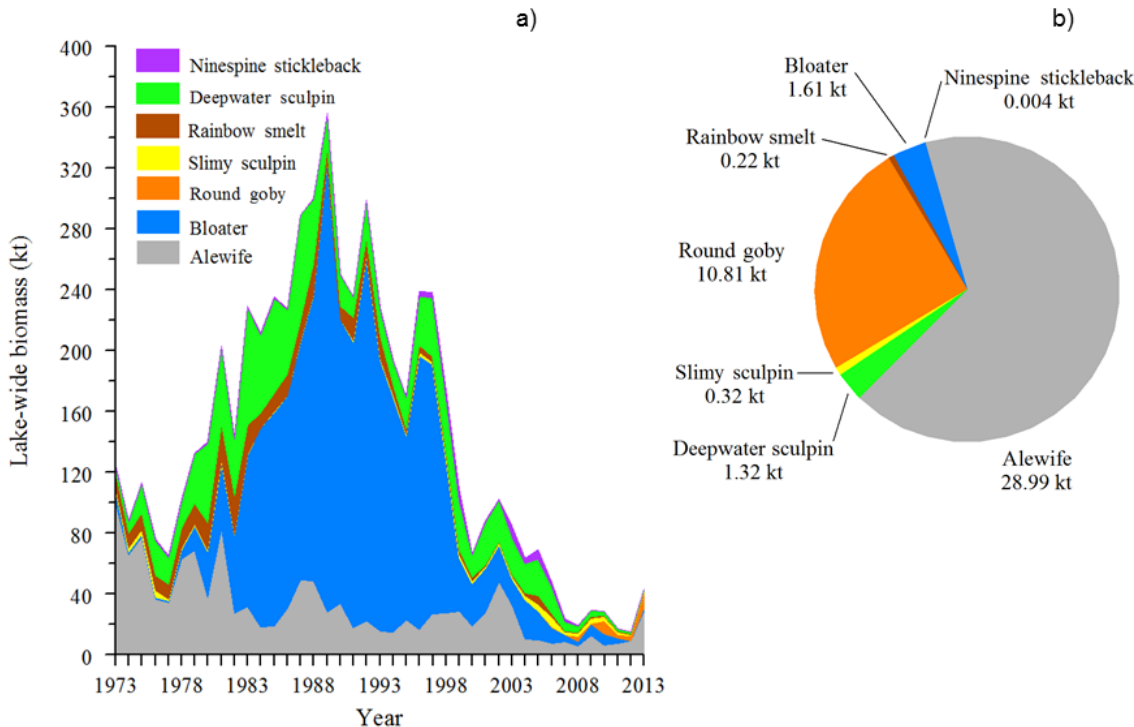 a)
b)
400
360
320
280
240
200
160
120
80
40
0
Lake-wide biomass (kt)
Ninespine stickleback
Deepwater sculpin
Rainbow smelt
Slimy sculpin
Round goby
Bloater
Alewife
1973
1978
1983
1988
1993
1998
2003
2008
2013
Year
Bloater
1.61 kt
Ninespine stickleback
0.004 kt
Rainbow smelt
0.22 kt
Round goby
10.81 kt
Slimy sculpin
0.32 kt
Deepwater sculpin
1.32 kt
Alewife
28.99 kt